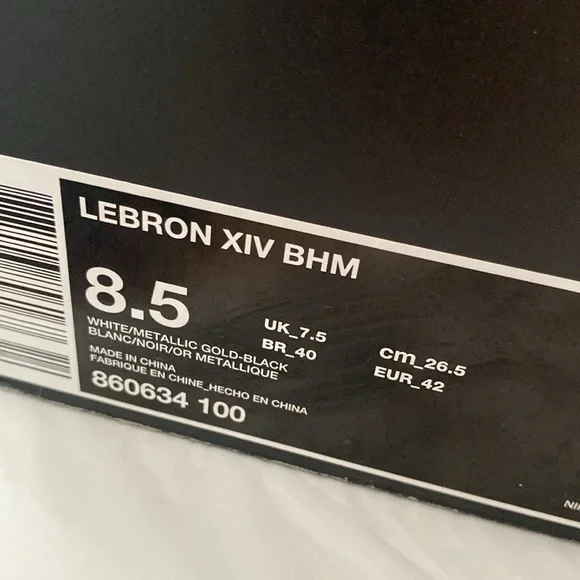 LEBRON XIV BHM
8.5
UK_7.5
BR_40
cm_26.5
EUR_42
WHITE/METALLIC GOLD-BLACK
BLANC/NOIR/OR METALLIQUE
MADE IN CHINA
FABRIQUE EN CHINE_HECHO EN CHINA
860634 100